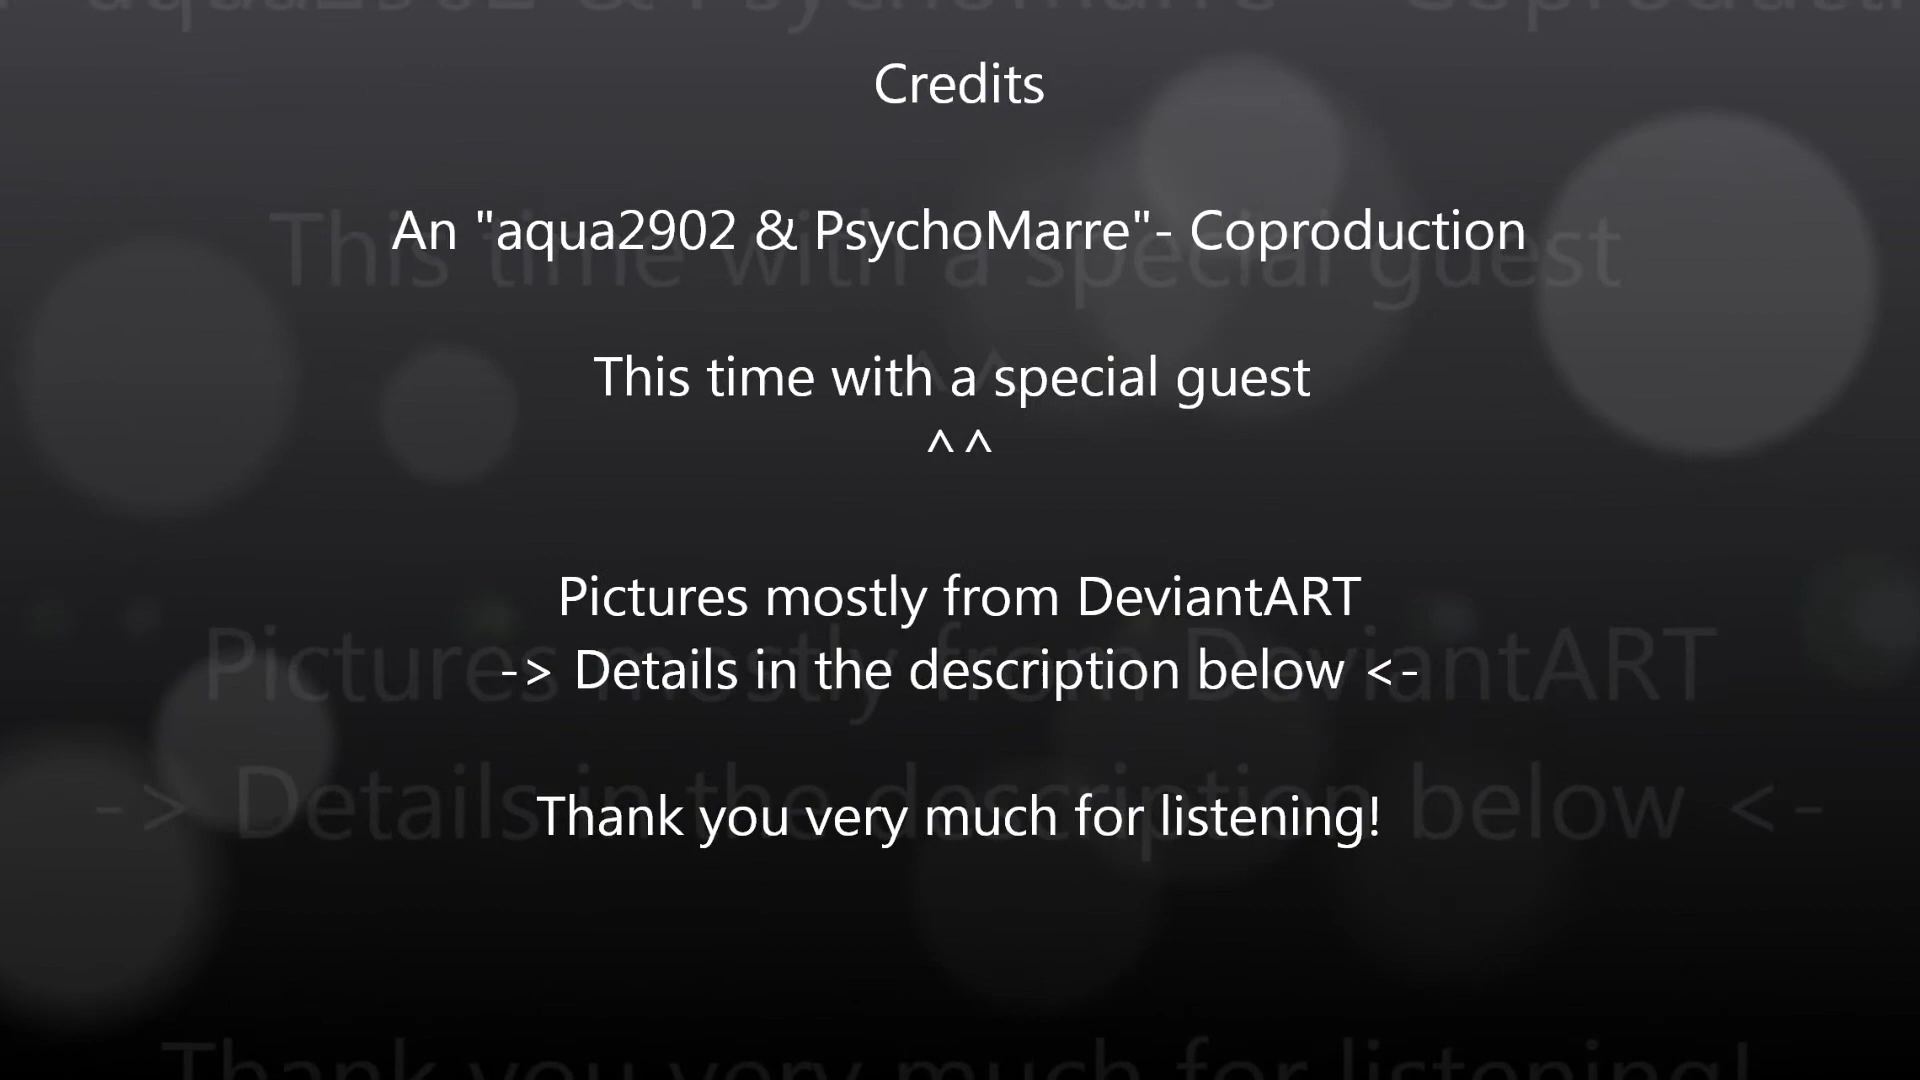 Credits
An "aqua2902 & PsychoMarre"- Coproduction
This time with a special guest
^^
Pictures mostly from DeviantART
-> Details in the description below <-
Thank you very much for listening!